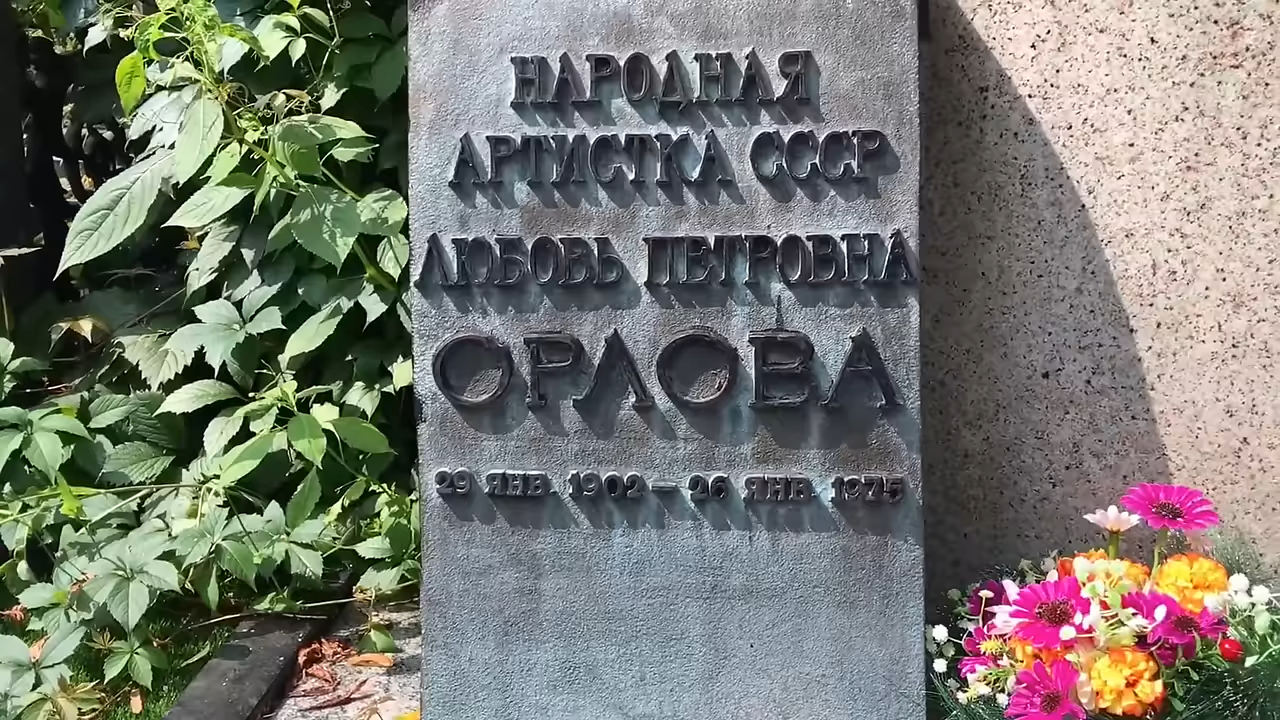 НАРОДНАЯ
АРТИСТКА СССР
ЛЮБОВЬ ПЕТРОВНА
ОРЛОВА
29 ЯНВ. 1902 – 26 ЯНВ. 1975